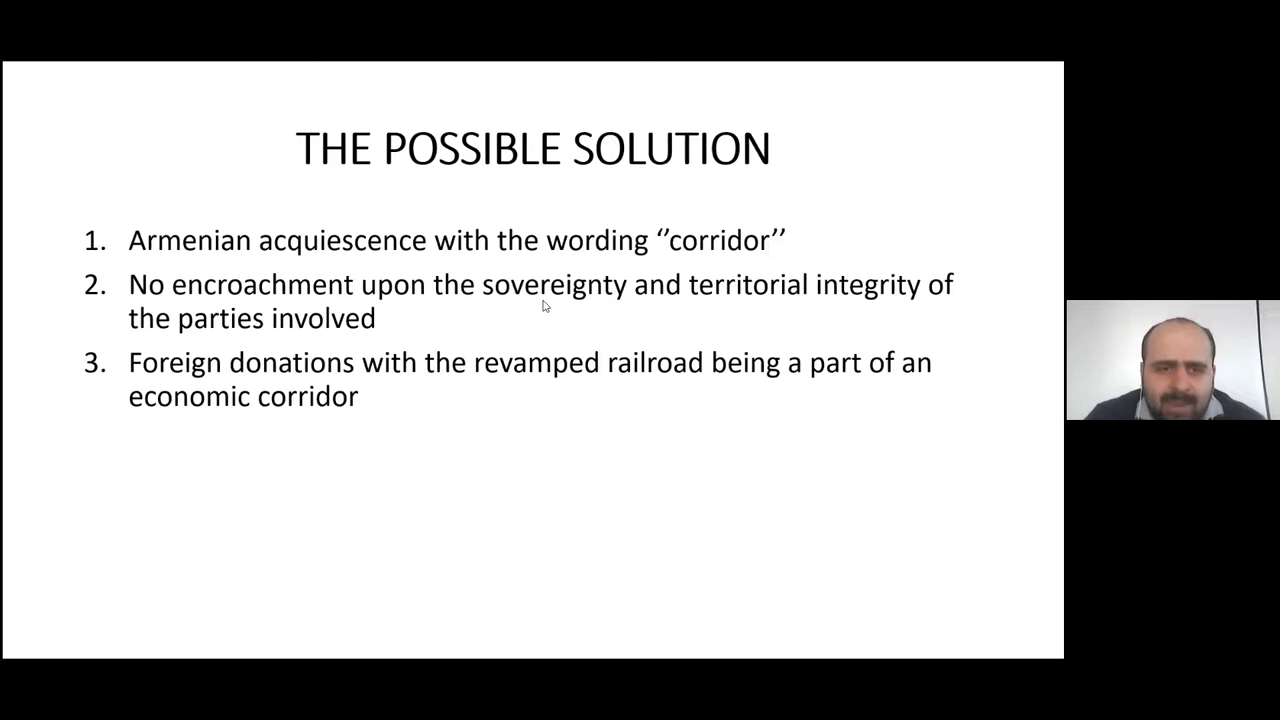 THE POSSIBLE SOLUTION
1. Armenian acquiescence with the wording ‘’corridor’’
2. No encroachment upon the sovereignty and territorial integrity of
the parties involved
3. Foreign donations with the revamped railroad being a part of an
economic corridor